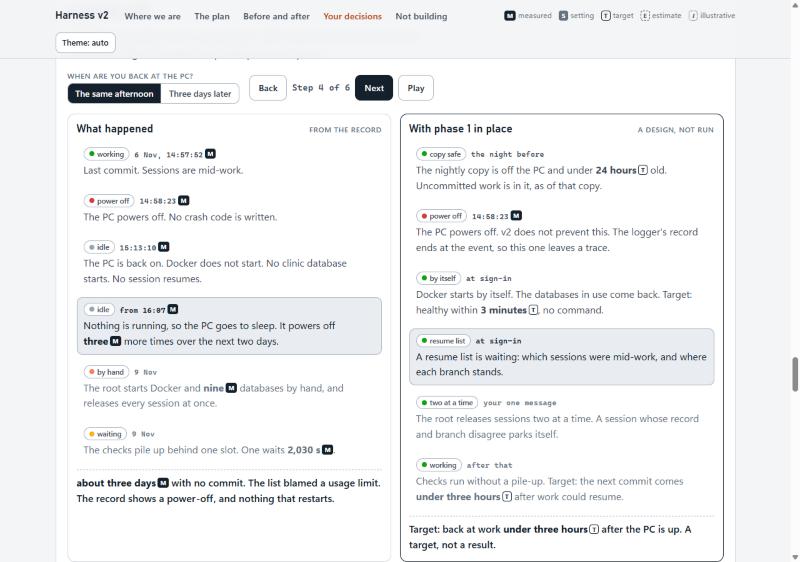 Harness v2 Where we are The plan Before and after Your decisions Not building M measured S setting T target E estimate I illustrative
Theme: auto
WHEN ARE YOU BACK AT THE PC?
The same afternoon Three days later Back Step 4 of 6 Next Play
What happened FROM THE RECORD
working 6 Nov, 14:57:52 M
Last commit. Sessions are mid-work.
power off 14:58:23 M
The PC powers off. No crash code is written.
idle 15:13:10 M
The PC is back on. Docker does not start. No clinic database
starts. No session resumes.
idle from 16:07 M
Nothing is running, so the PC goes to sleep. It powers off
three M more times over the next two days.
by hand 9 Nov
The root starts Docker and nine M databases by hand, and
releases every session at once.
waiting 9 Nov
The checks pile up behind one slot. One waits 2,030 s M.
about three days M with no commit. The list blamed a usage limit.
The record shows a power-off, and nothing that restarts.
With phase 1 in place A DESIGN, NOT RUN
copy safe the night before
The nightly copy is off the PC and under 24 hours T old.
Uncommitted work is in it, as of that copy.
power off 14:58:23 M
The PC powers off. v2 does not prevent this. The logger's record
ends at the event, so this one leaves a trace.
by itself at sign-in
Docker starts by itself. The databases in use come back. Target:
healthy within 3 minutes T, no command.
resume list at sign-in
A resume list is waiting: which sessions were mid-work, and where
each branch stands.
two at a time your one message
The root releases sessions two at a time. A session whose record
and branch disagree parks itself.
working after that
Checks run without a pile-up. Target: the next commit comes
under three hours T after work could resume.
Target: back at work under three hours T after the PC is up. A
target, not a result.